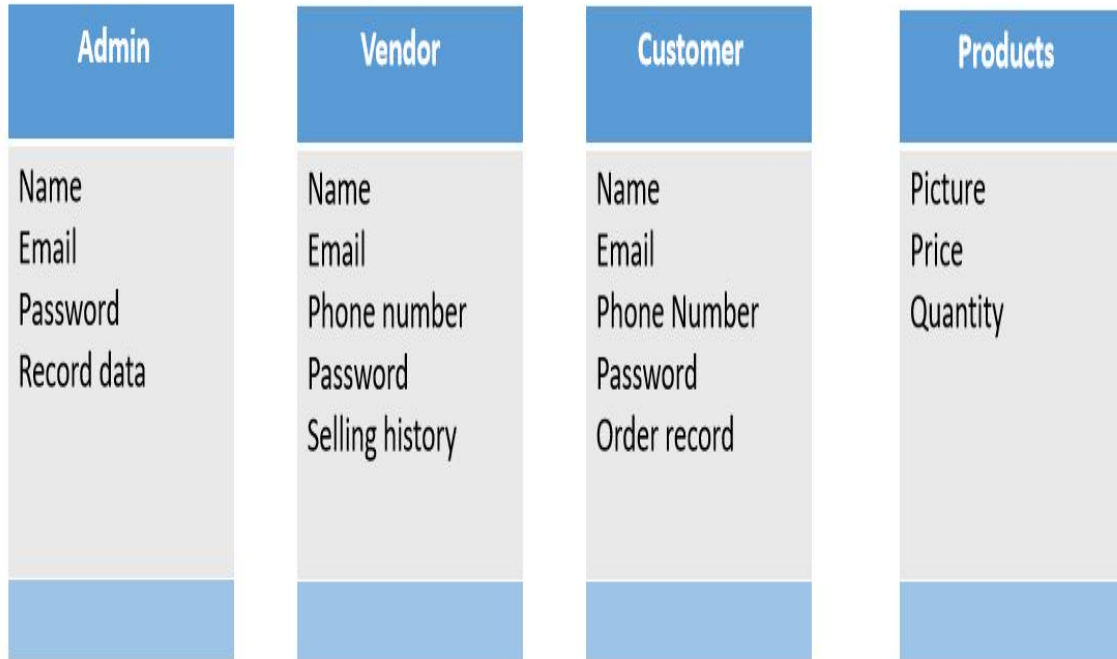 Admin
Name
Email
Password
Record data
Vendor
Name
Email
Phone number
Password
Selling history
Customer
Name
Email
Phone Number
Password
Order record
Products
Picture
Price
Quantity